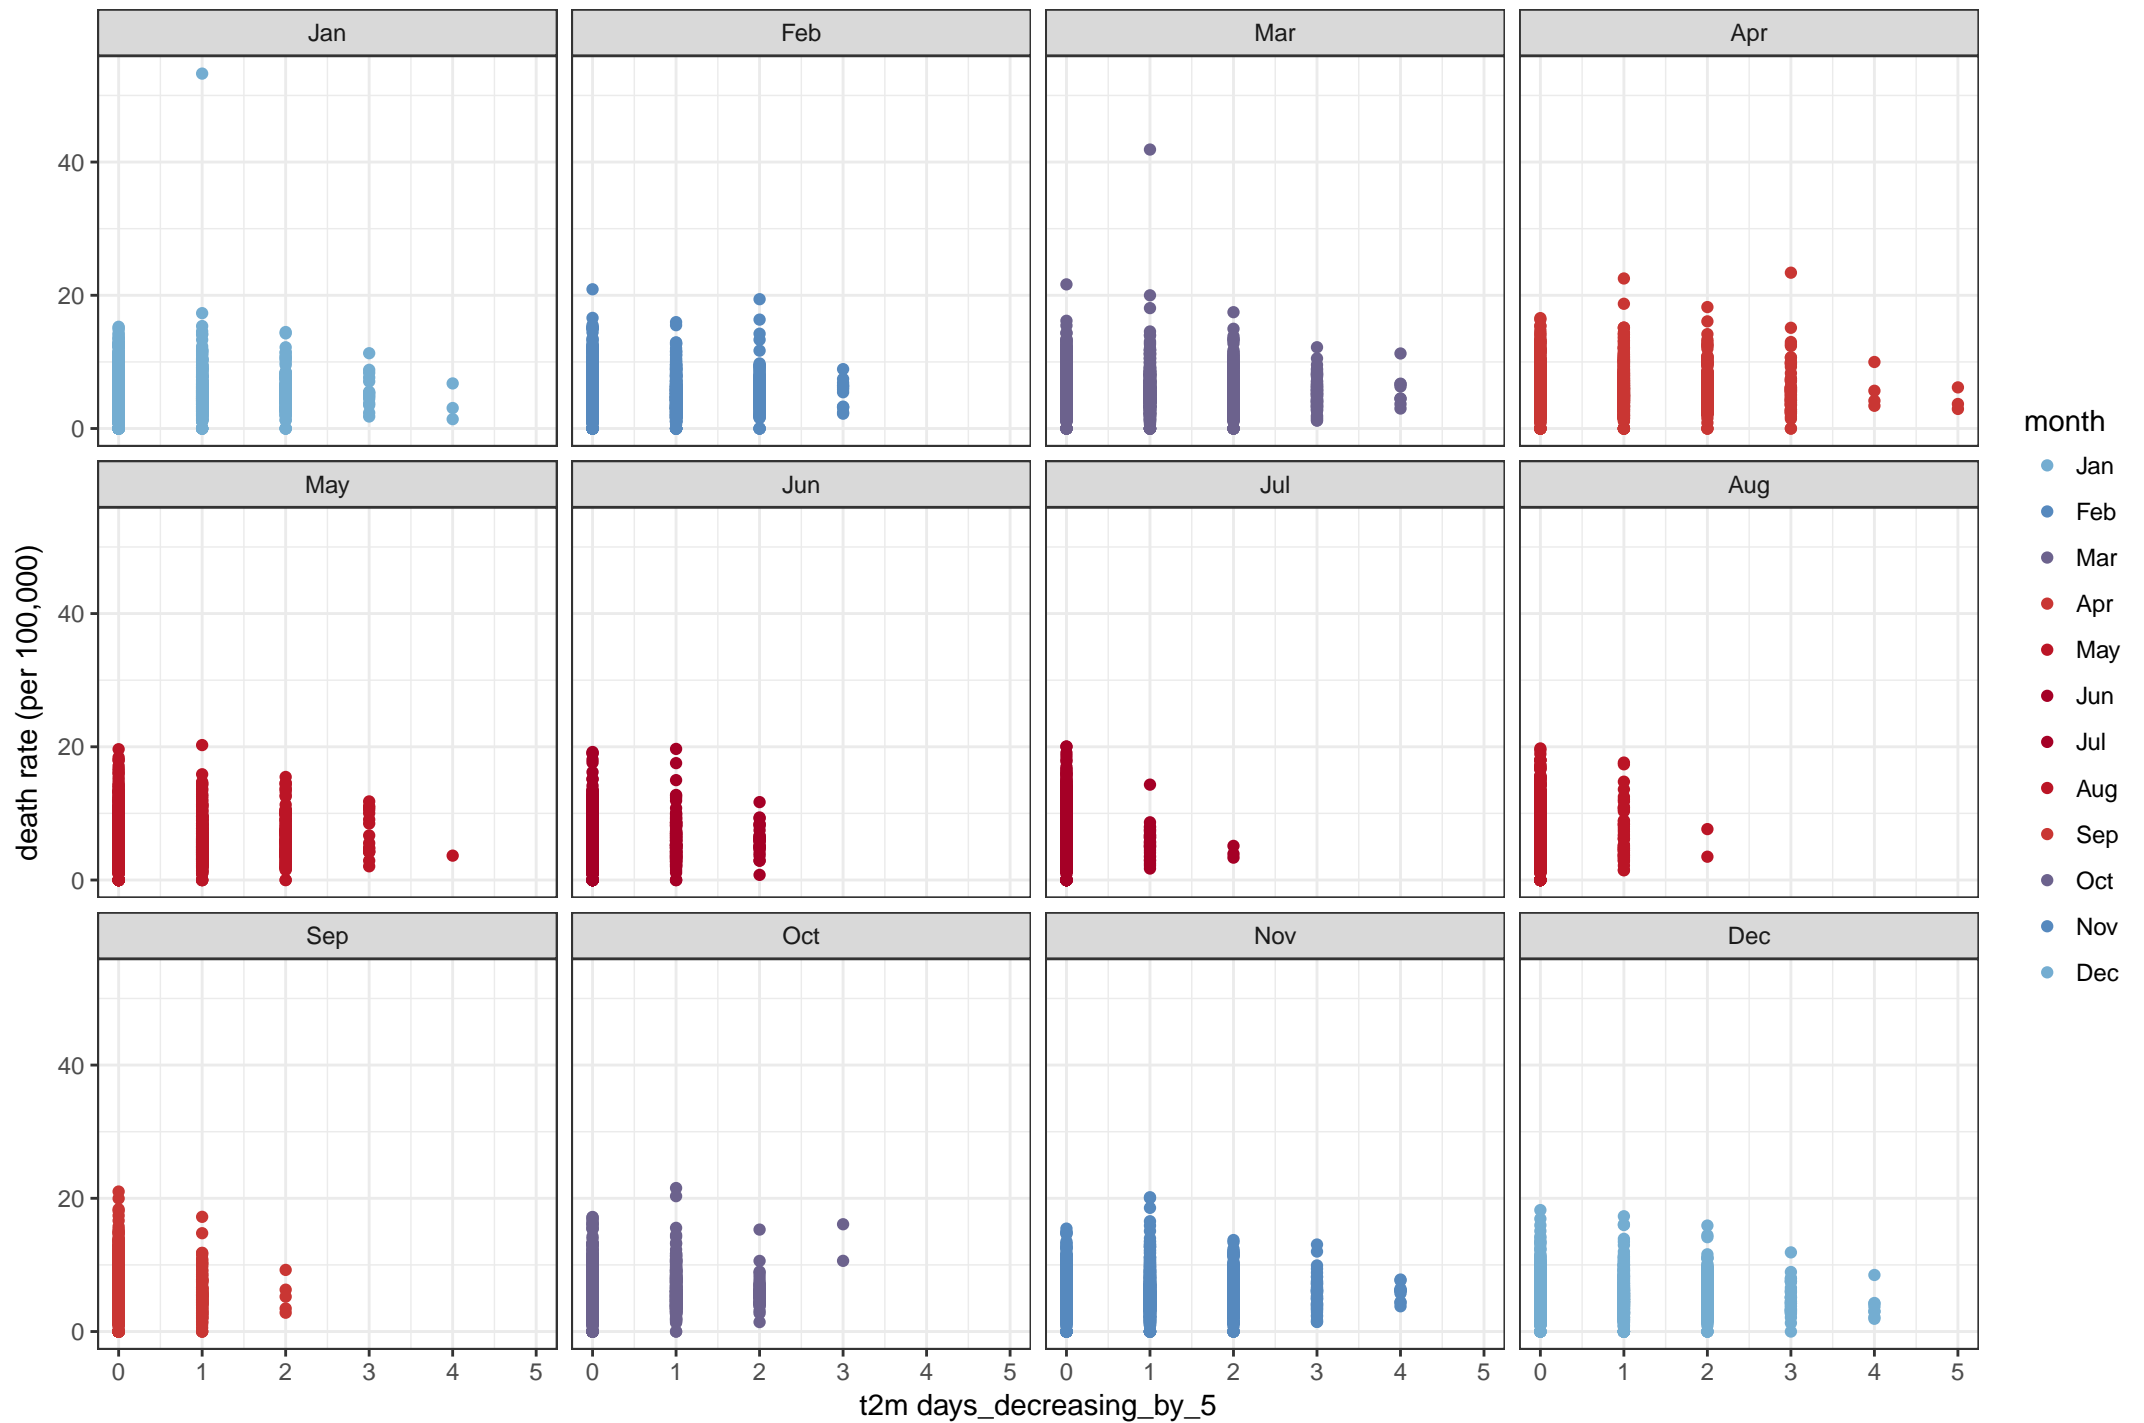 Jan Feb Mar Apr
40
20
0
May Jun Jul Aug
40
20
0
Sep Oct Nov Dec
40
20
0
0 1 2 3 4 5 0 1 2 3 4 5 0 1 2 3 4 5 0 1 2 3 4 5
t2m days_decreasing_by_5
death rate (per 100,000)
month
Jan
Feb
Mar
Apr
May
Jun
Jul
Aug
Sep
Oct
Nov
Dec